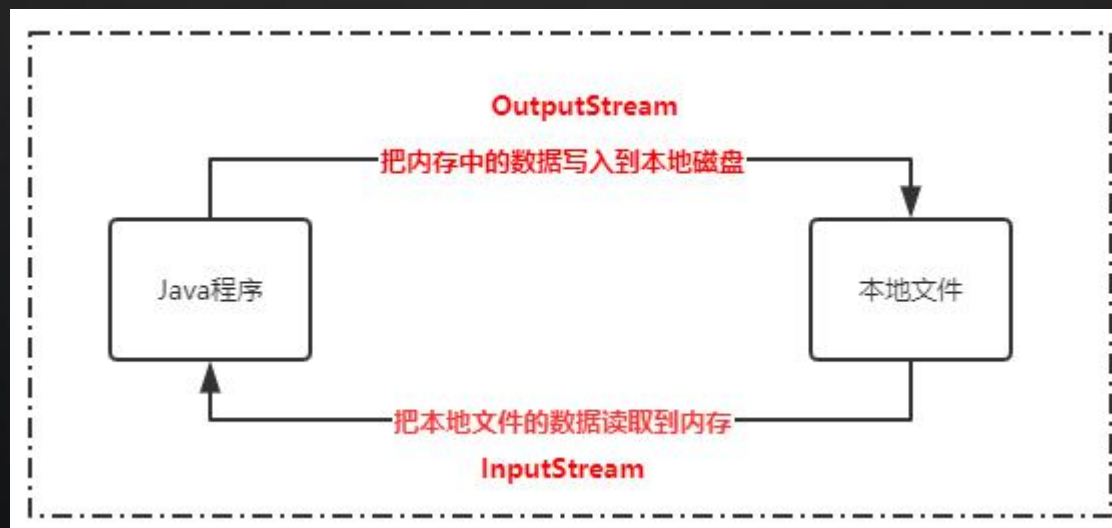 OutputStream
把内存中的数据写入到本地磁盘
Java程序
本地文件
把本地文件的数据读取到内存
InputStream